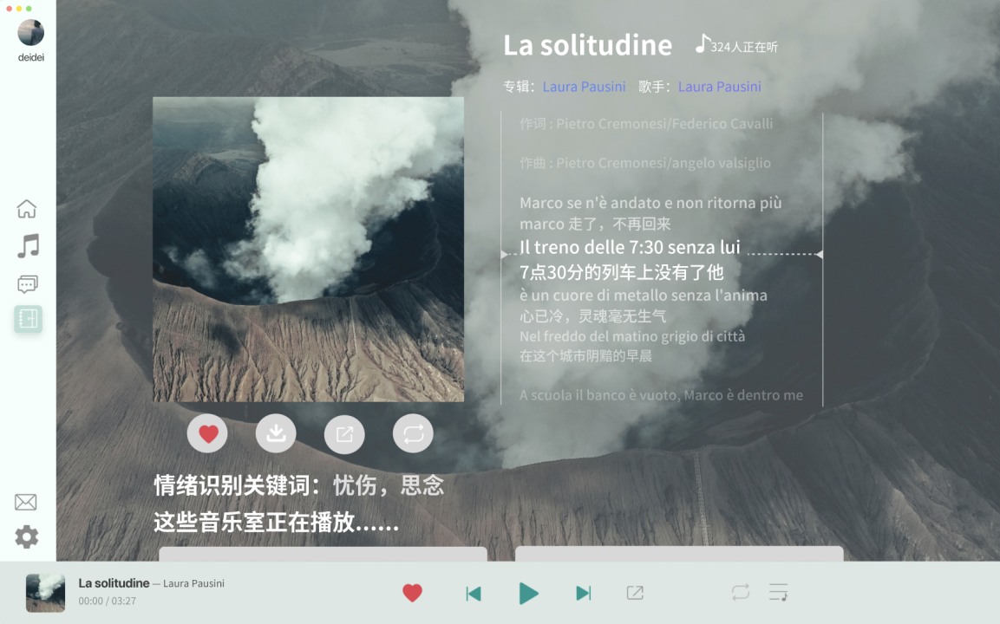 deidei
La solitudine
324人正在听
专辑：Laura Pausini 歌手：Laura Pausini
作词 : Pietro Cremonesi/Federico Cavalli
作曲 : Pietro Cremonesi/angelo valsiglio
Marco se n'è andato e non ritorna più
marco 走了，不再回来
Il treno delle 7:30 senza lui
7点30分的列车上没有了他
è un cuore di metallo senza l'anima
心已冷，灵魂毫无生气
Nel freddo del matino grigio di città
在这个城市阴黯的早晨
A scuola il banco è vuoto, Marco è dentro me
情绪识别关键词：忧伤，思念
这些音乐室正在播放......
La solitudine — Laura Pausini
00:00 / 03:27